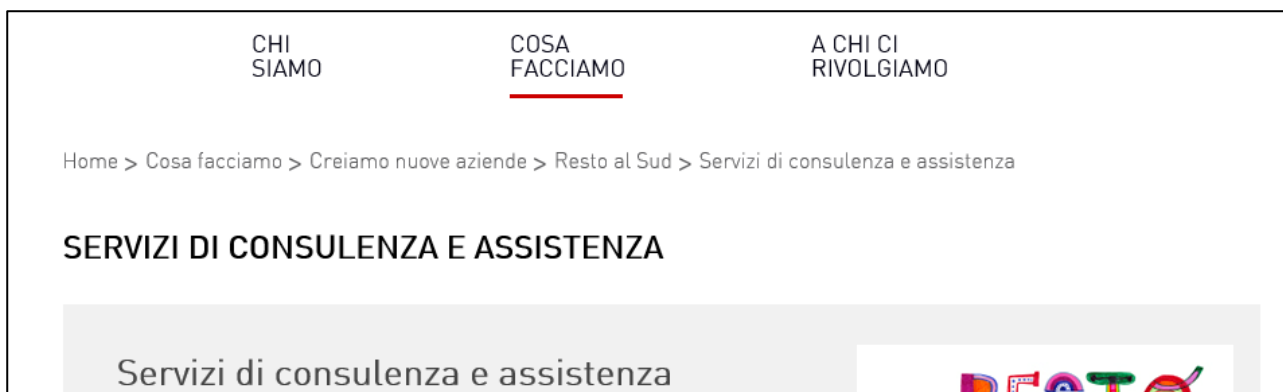 CHI
SIAMO
COSA
FACCIAMO
A CHI CI
RIVOLGIAMO
Home > Cosa facciamo > Creiamo nuove aziende > Resto al Sud > Servizi di consulenza e assistenza
SERVIZI DI CONSULENZA E ASSISTENZA
Servizi di consulenza e assistenza
RESTO